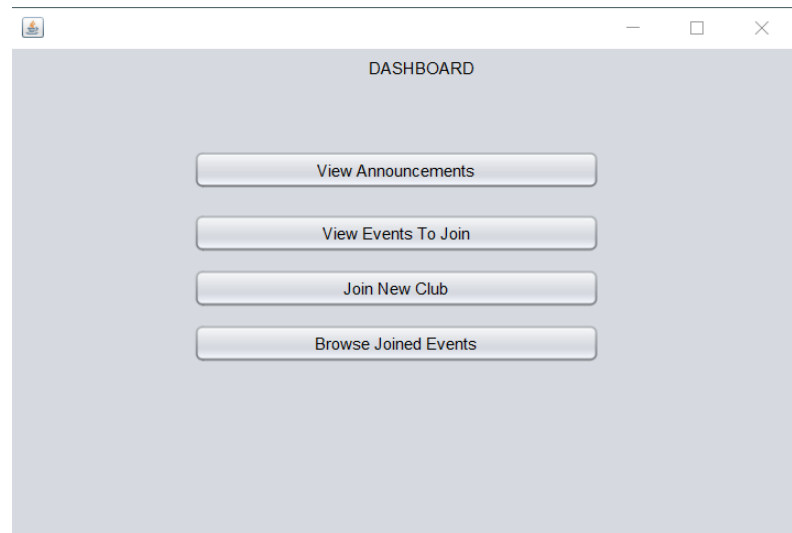 DASHBOARD
View Announcements
View Events To Join
Join New Club
Browse Joined Events